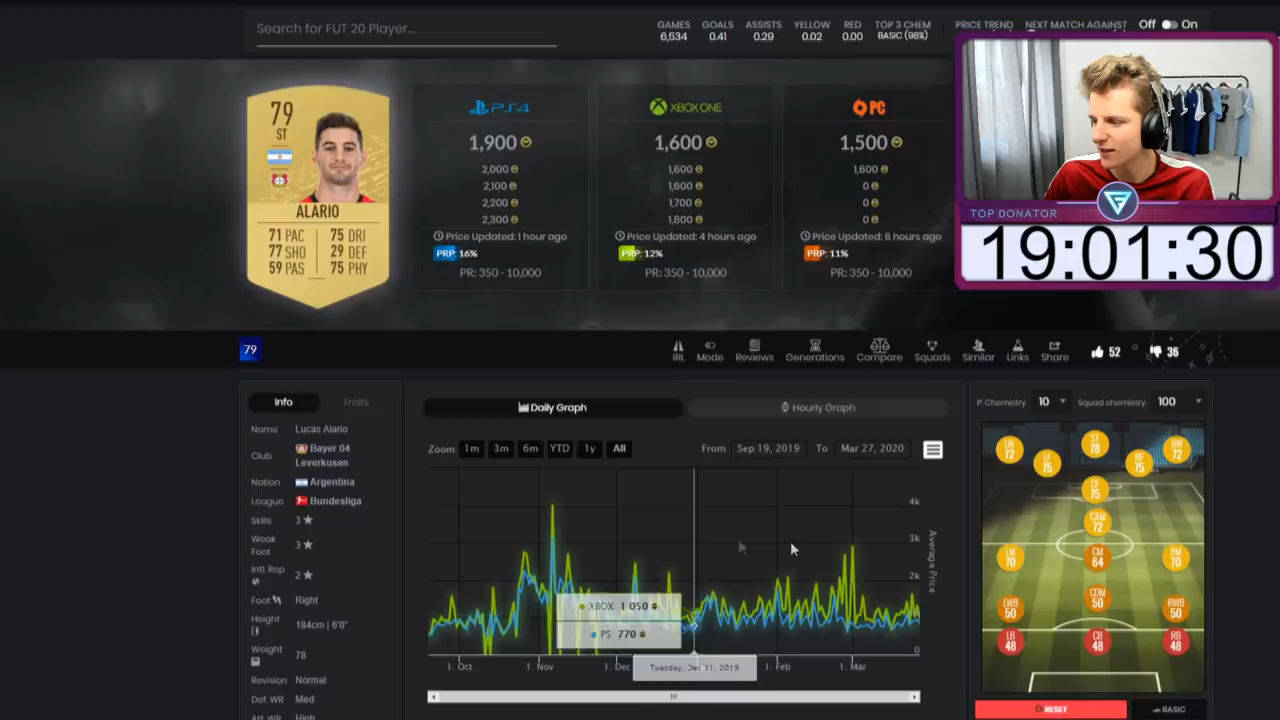 Search for FUT 20 Player...
GAMES GOALS ASSISTS YELLOW RED TOP 3 CHEM PRICE TREND NEXT MATCH AGAINST Off On
6,534 0.41 0.29 0.02 0.00 BASIC (98%)
79
ST
ALARIO
71 PAC 75 DRI
77 SHO 29 DEF
59 PAS 75 PHY
PS4
1,900
2,000
2,100
2,200
2,300
Price Updated: 1 hour ago
PRP: 16%
PR: 350 - 10,000
XBOX ONE
1,600
1,600
1,600
1,700
1,800
Price Updated: 4 hours ago
PRP: 12%
PR: 350 - 10,000
PC
1,500
1,600
0
0
0
Price Updated: 6 hours ago
PRP: 11%
PR: 350 - 10,000
TOP DONATOR
19:01:30
79
IRL Mode Reviews Generations Compare Squads Similar Links Share 52 36
Info Traits
Name Lucas Alario
Club Bayer 04 Leverkusen
Nation Argentina
League Bundesliga
Skills 3
Weak Foot 3
Intl. Rep 2
Foot Right
Height 184cm | 6'0"
Weight 78
Revision Normal
Def. WR Med
Att. WR High
Daily Graph Hourly Graph
Zoom 1m 3m 6m YTD 1y All From Sep 19, 2019 To Mar 27, 2020
4k
3k
2k
0
Average Price
XBOX 1 050
PS 770
1. Oct 1. Nov 1. Dec Tuesday, Dec 31, 2019 1. Feb 1. Mar
P. Chemistry 10 Squad chemistry 100
LW 72
ST 78
RW 72
LF 75
RF 75
CF 75
CAM 72
LM 70
CM 64
RM 70
LWB 50
CDM 50
RWB 50
LB 48
CB 48
RB 48
RESET BASIC